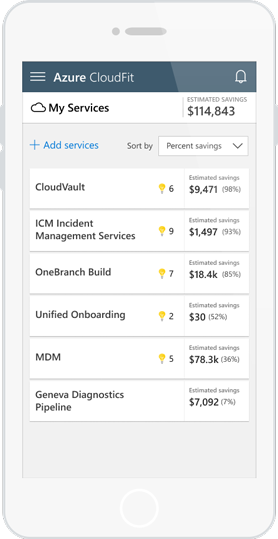 Azure CloudFit
My Services
ESTIMATED SAVINGS
$114,843
+ Add services
Sort by
Percent savings
CloudVault
6
Estimated savings
$9,471 (98%)
ICM Incident
Management Services
9
Estimated savings
$1,497 (93%)
OneBranch Build
7
Estimated savings
$18.4k (85%)
Unified Onboarding
2
Estimated savings
$30 (52%)
MDM
5
Estimated savings
$78.3k (36%)
Geneva Diagnostics
Pipeline
Estimated savings
$7,092 (7%)